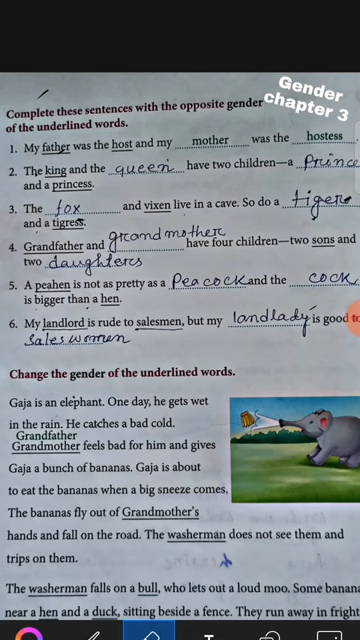 Gender
chapter 3
Complete these sentences with the opposite gender
of the underlined words.
1. My father was the host and my mother was the hostess
2. The king and the queen have two children—a Prince
and a princess.
3. The fox and vixen live in a cave. So do a tiger
and a tigress.
4. Grandfather and grandmother have four children—two sons and
two daughters
5. A peahen is not as pretty as a Peacock and the cock
is bigger than a hen.
6. My landlord is rude to salesmen, but my landlady is good to
saleswomen
Change the gender of the underlined words.
Gaja is an elephant. One day, he gets wet
in the rain. He catches a bad cold.
Grandfather
Grandmother feels bad for him and gives
Gaja a bunch of bananas. Gaja is about
to eat the bananas when a big sneeze comes,
The bananas fly out of Grandmother's
hands and fall on the road. The washerman does not see them and
trips on them.
The washerman falls on a bull, who lets out a loud moo. Some banana
near a hen and a duck, sitting beside a fence. They run away in fright
T